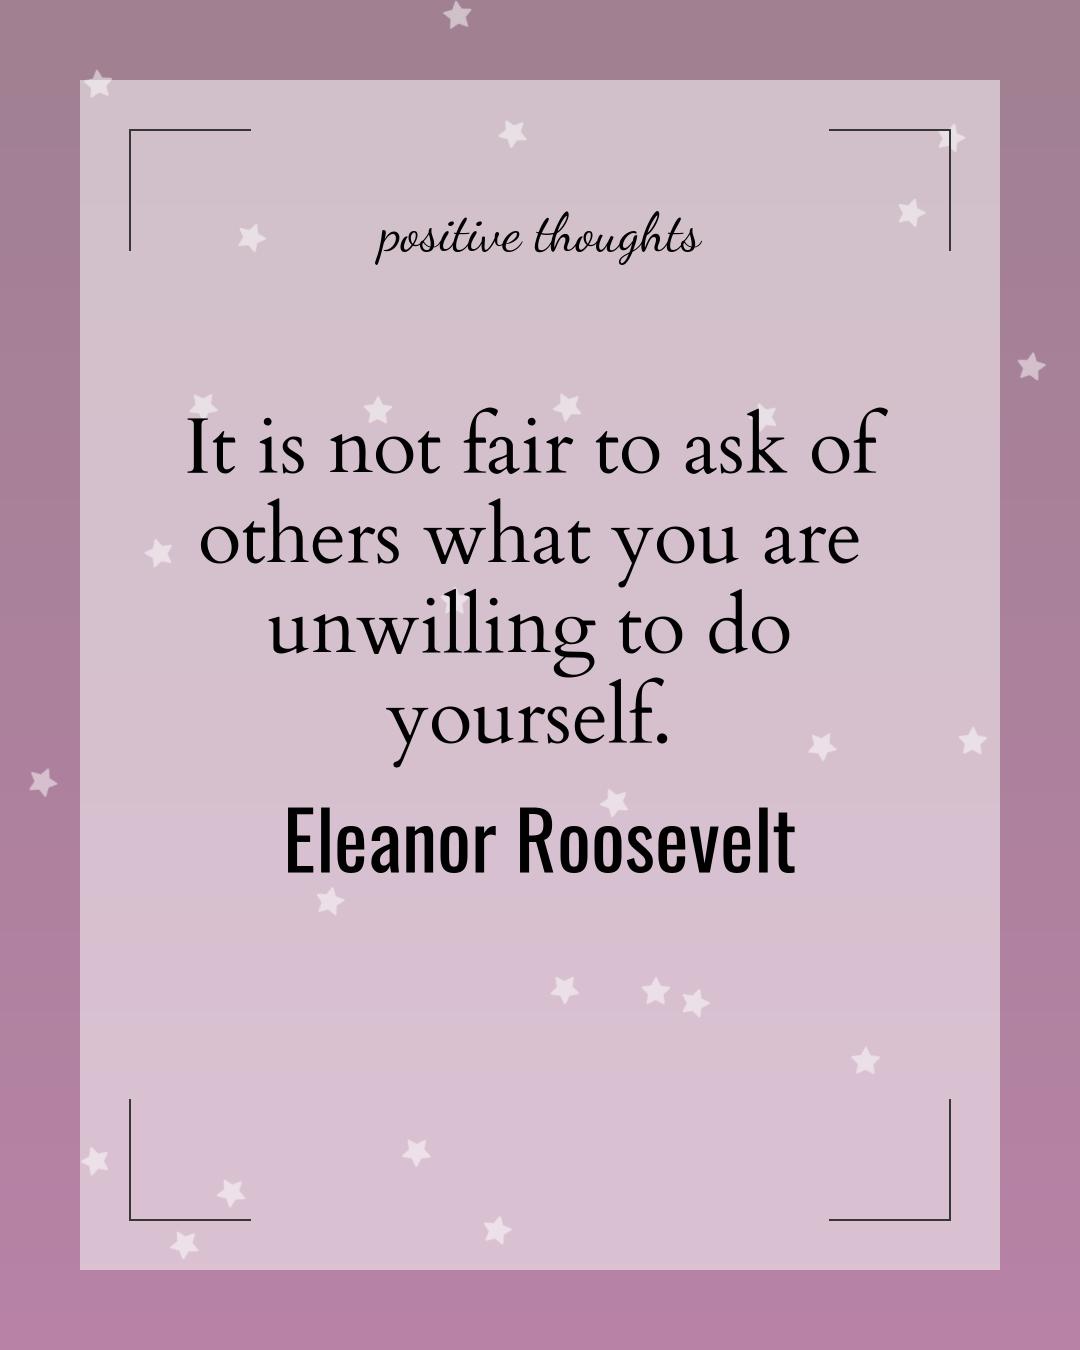 positive thoughts
It is not fair to ask of
others what you are
unwilling to do
yourself.
Eleanor Roosevelt